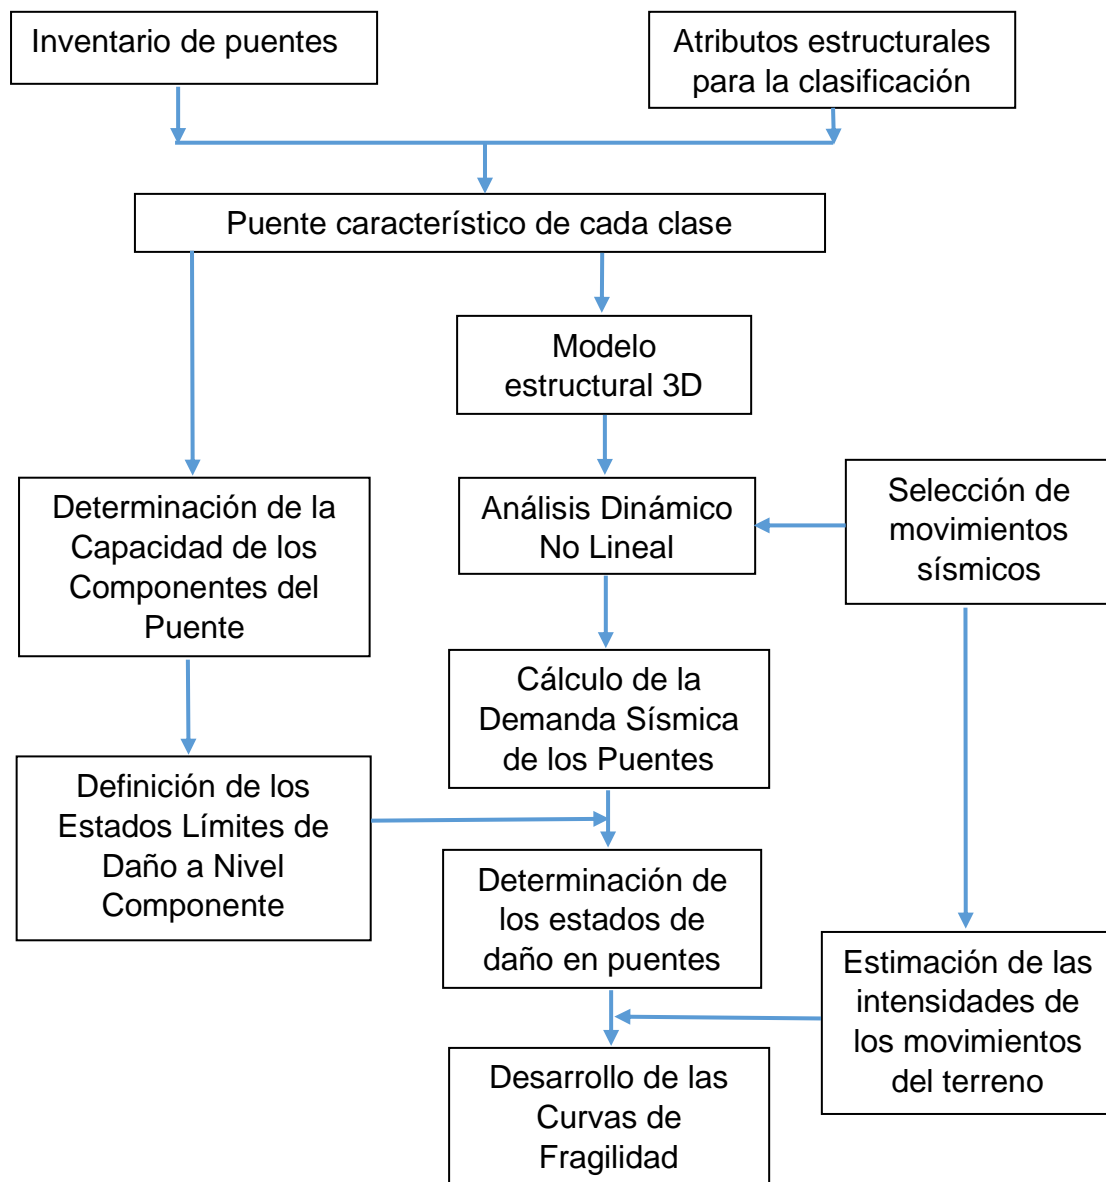 Inventario de puentes
Atributos estructurales
para la clasificación
Puente característico de cada clase
Modelo
estructural 3D
Determinación de la
Capacidad de los
Componentes del
Puente
Análisis Dinámico
No Lineal
Selección de
movimientos
sísmicos
Cálculo de la
Demanda Sísmica
de los Puentes
Definición de los
Estados Límites de
Daño a Nivel
Componente
Determinación de
los estados de
daño en puentes
Estimación de las
intensidades de
los movimientos
del terreno
Desarrollo de las
Curvas de
Fragilidad